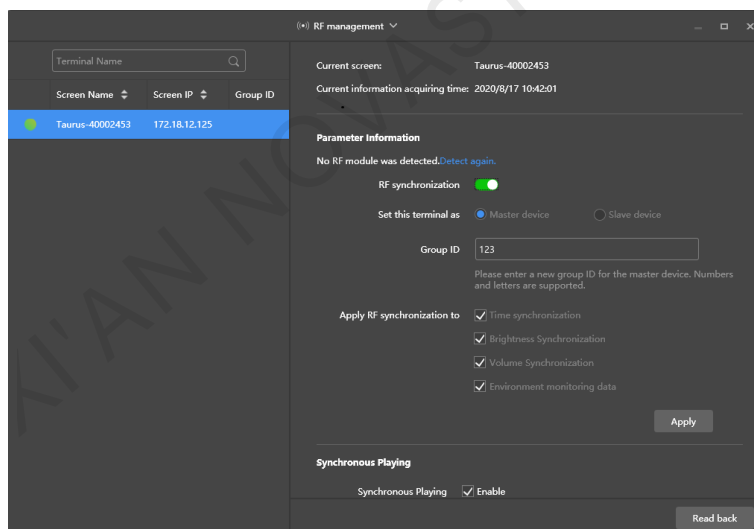 RF management
Terminal Name
Screen Name Screen IP Group ID
Taurus-40002453 172.18.12.125
Current screen: Taurus-40002453
Current information acquiring time: 2020/8/17 10:42:01
Parameter Information
No RF module was detected.Detect again.
RF synchronization
Set this terminal as Master device Slave device
Group ID 123
Please enter a new group ID for the master device. Numbers
and letters are supported.
Apply RF synchronization to Time synchronization
Brightness Synchronization
Volume Synchronization
Environment monitoring data
Apply
Synchronous Playing
Synchronous Playing Enable
Read back
XI'AN NOVAST